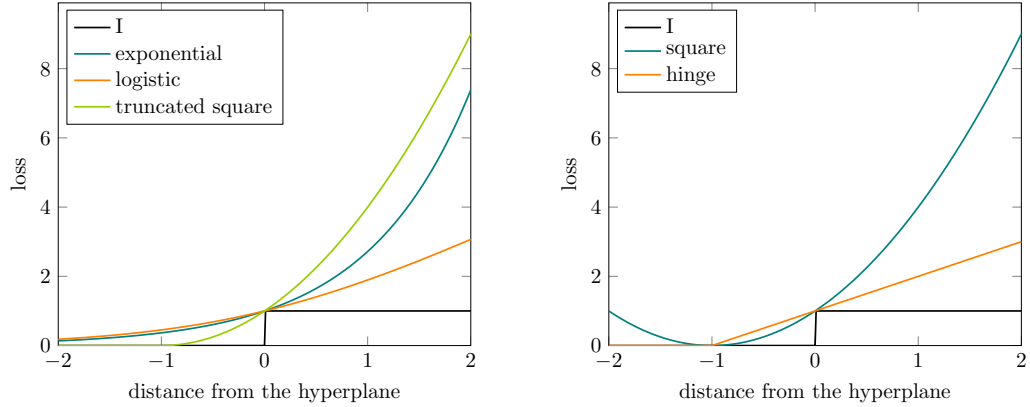 I
exponential
logistic
truncated square
8
6
4
2
0
−2
−1
0
1
2
loss
distance from the hyperplane
I
square
hinge
8
6
4
2
0
−2
−1
0
1
2
loss
distance from the hyperplane